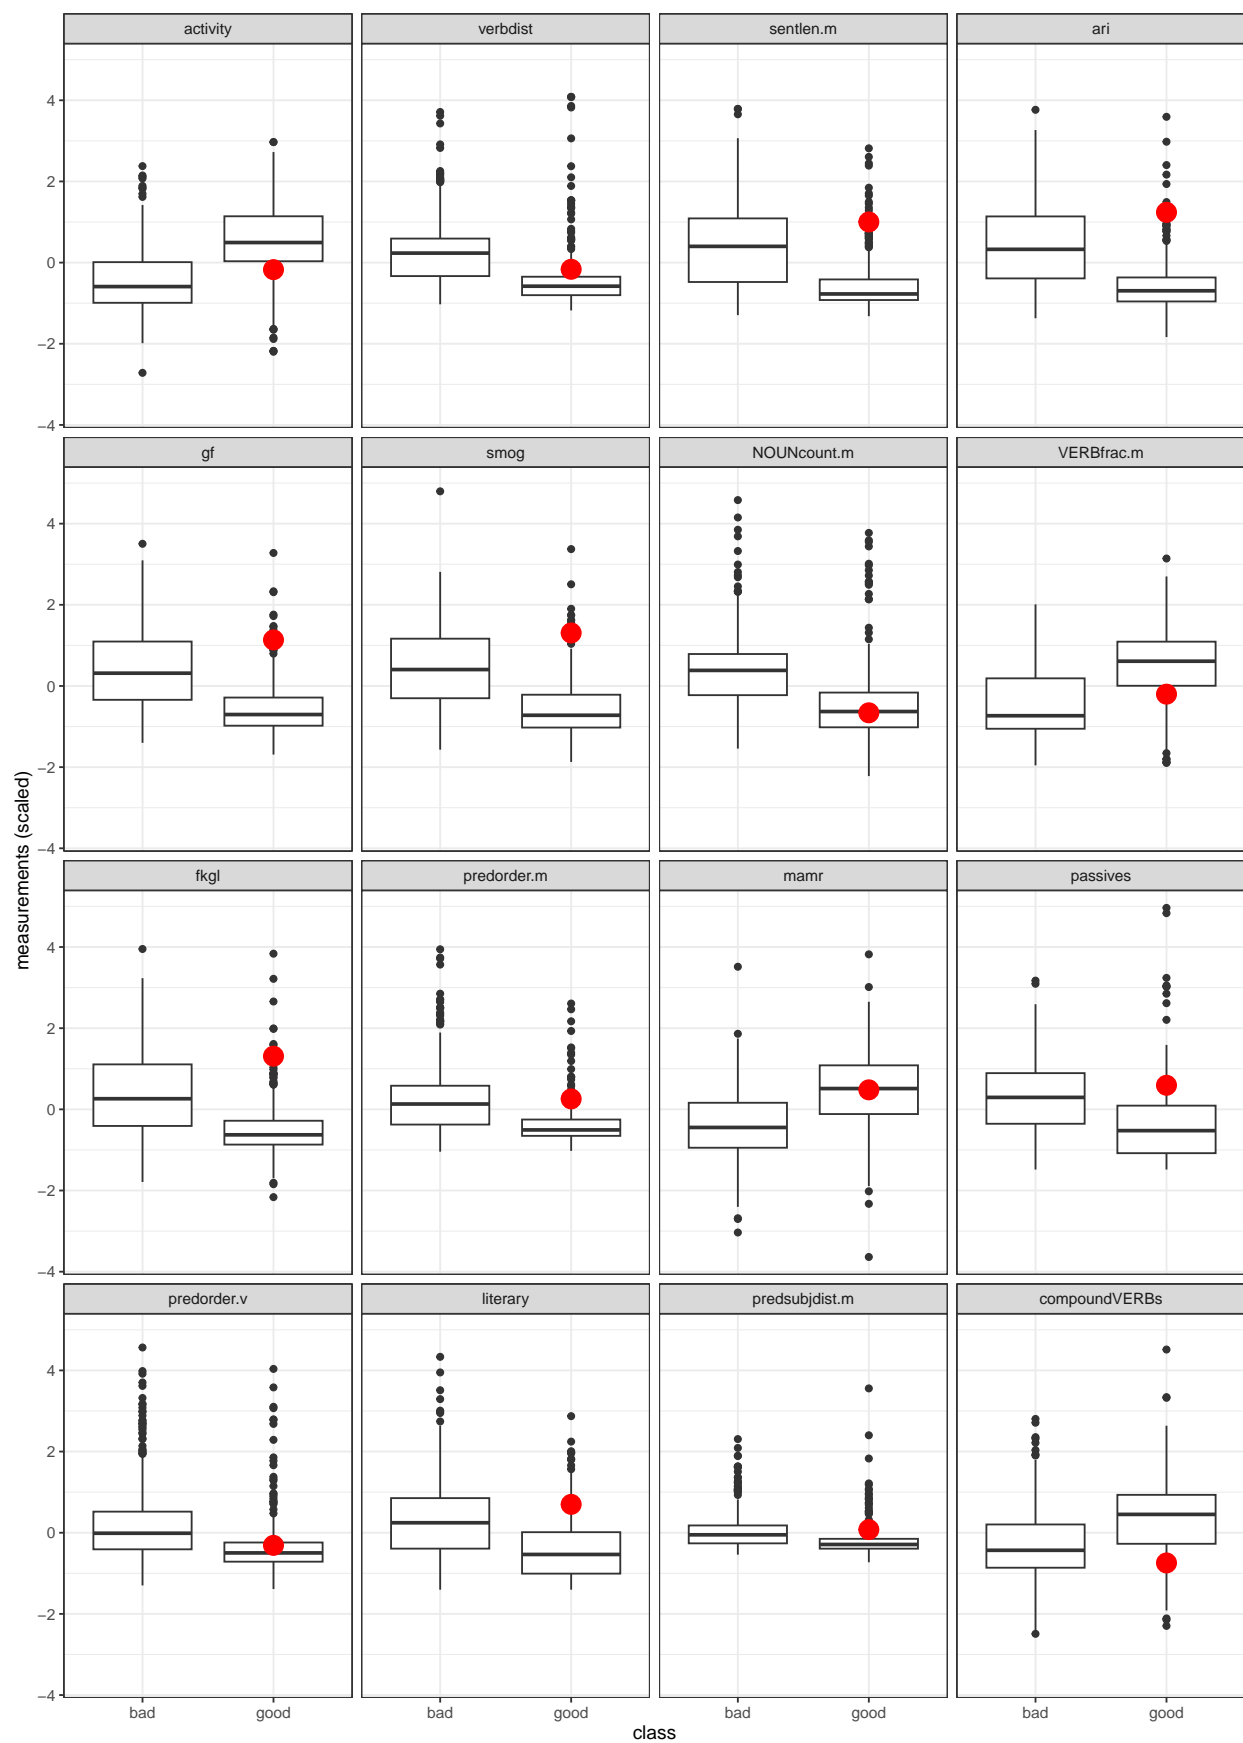 activity verbdist sentlen.m ari
4
2
0
−2
−4
gf smog NOUNcount.m VERBfrac.m
4
2
0
−2
−4
fkgl predorder.m mamr passives
4
2
0
−2
−4
predorder.v literary predsubjdist.m compoundVERBs
4
2
0
−2
−4
measurements (scaled)
bad good bad good bad good bad good
class